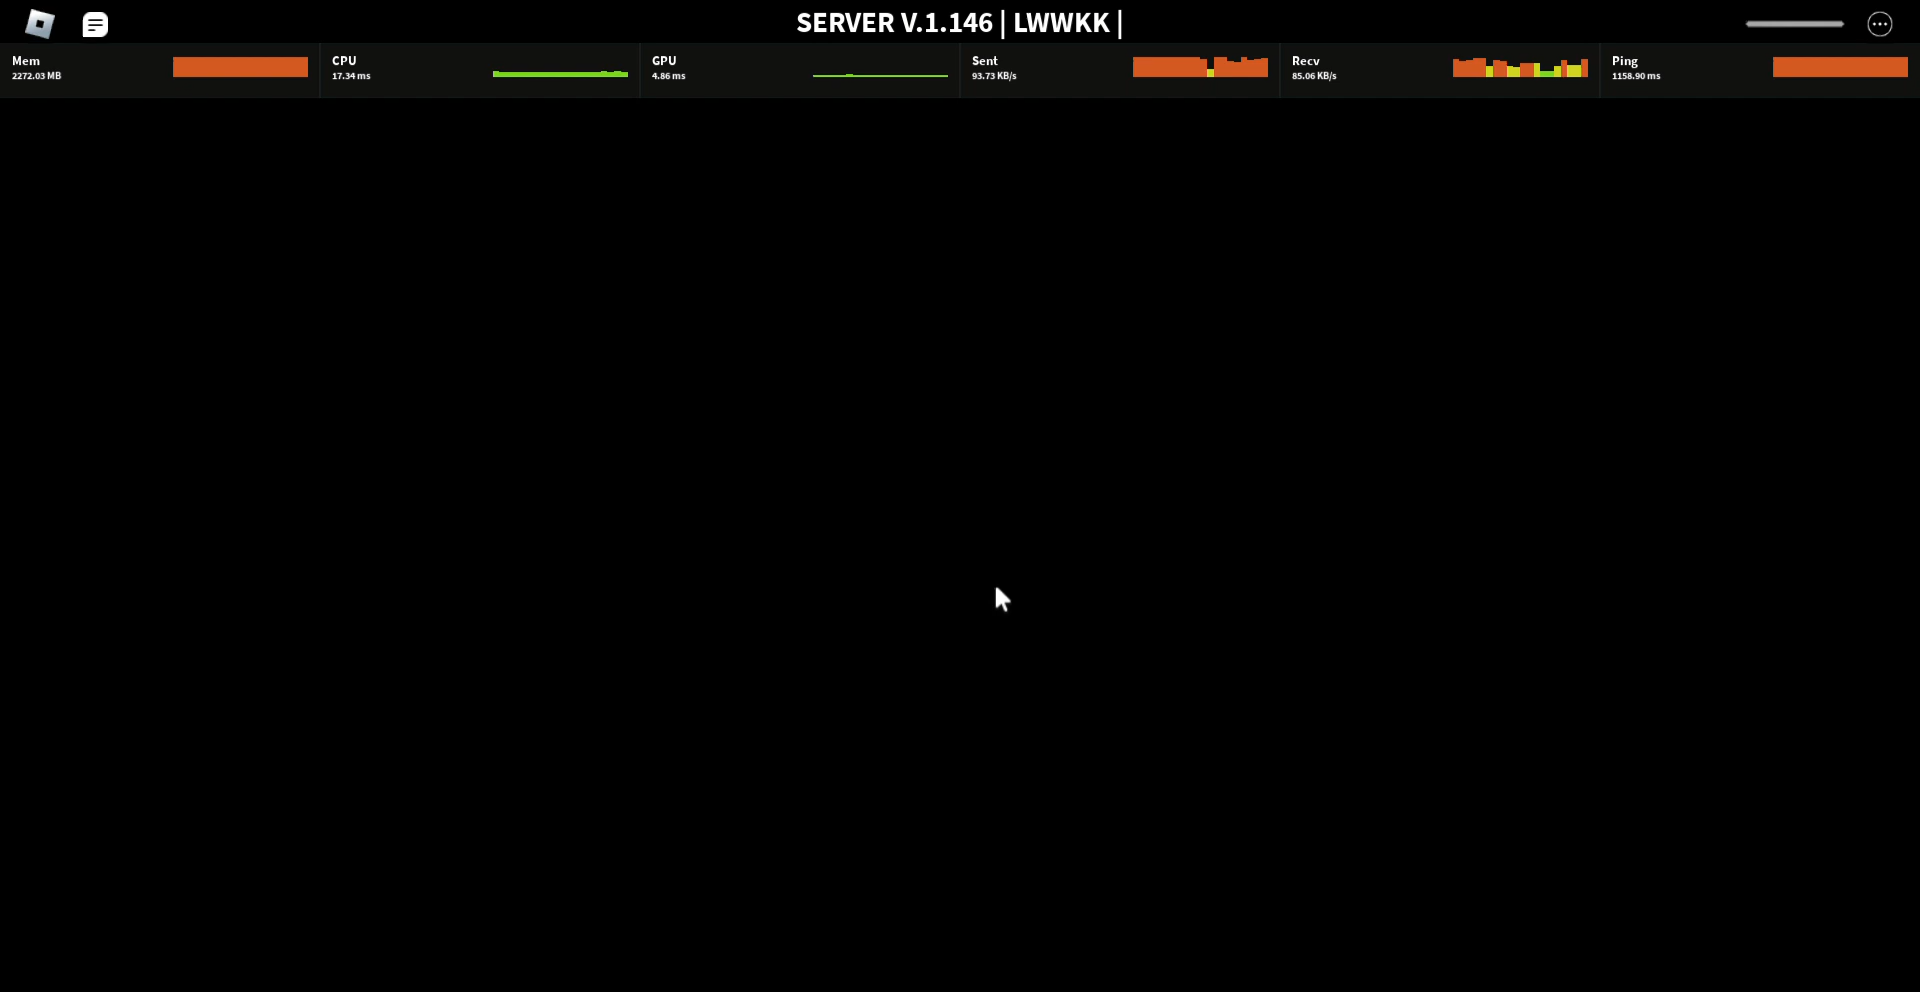 SERVER V.1.146 | LWWKK |
Mem
2272.03 MB
CPU
17.34 ms
GPU
4.86 ms
Sent
93.73 KB/s
Recv
85.06 KB/s
Ping
1158.90 ms